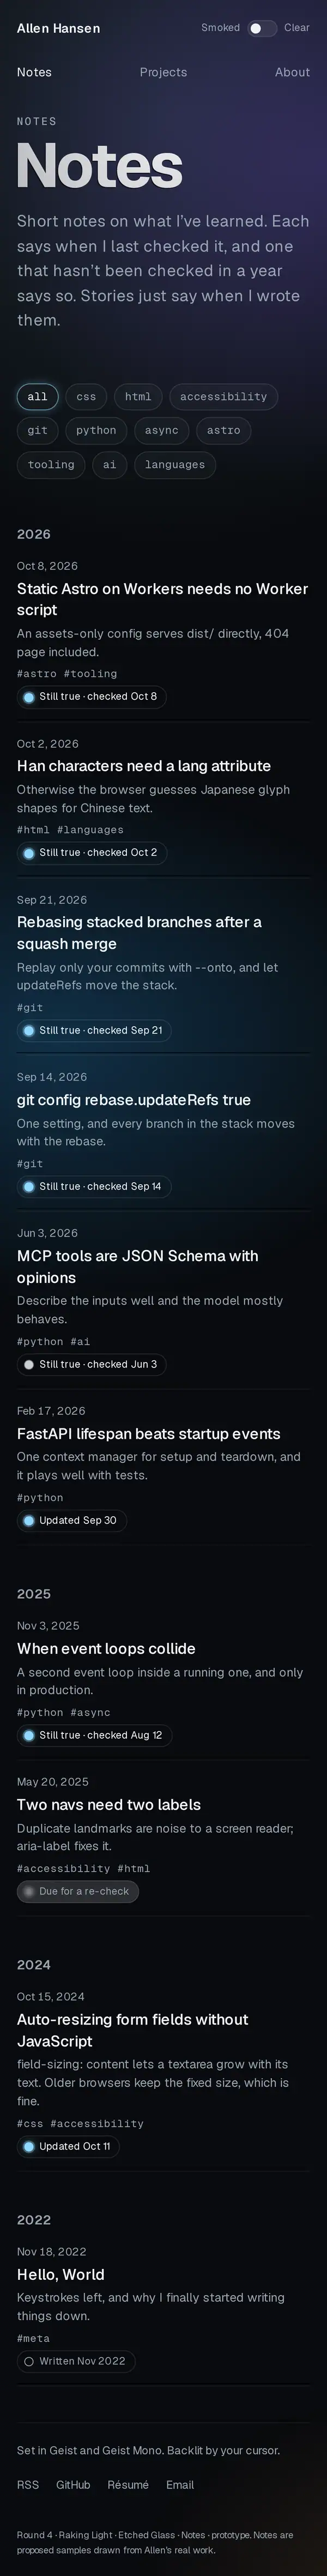 Allen Hansen
Smoked Clear
Notes Projects About
NOTES
Notes
Short notes on what I’ve learned. Each
says when I last checked it, and one
that hasn’t been checked in a year
says so. Stories just say when I wrote
them.
all css html accessibility
git python async astro
tooling ai languages
2026
Oct 8, 2026
Static Astro on Workers needs no Worker
script
An assets-only config serves dist/ directly, 404
page included.
#astro #tooling
Still true · checked Oct 8
Oct 2, 2026
Han characters need a lang attribute
Otherwise the browser guesses Japanese glyph
shapes for Chinese text.
#html #languages
Still true · checked Oct 2
Sep 21, 2026
Rebasing stacked branches after a
squash merge
Replay only your commits with --onto, and let
updateRefs move the stack.
#git
Still true · checked Sep 21
Sep 14, 2026
git config rebase.updateRefs true
One setting, and every branch in the stack moves
with the rebase.
#git
Still true · checked Sep 14
Jun 3, 2026
MCP tools are JSON Schema with
opinions
Describe the inputs well and the model mostly
behaves.
#python #ai
Still true · checked Jun 3
Feb 17, 2026
FastAPI lifespan beats startup events
One context manager for setup and teardown, and
it plays well with tests.
#python
Updated Sep 30
2025
Nov 3, 2025
When event loops collide
A second event loop inside a running one, and only
in production.
#python #async
Still true · checked Aug 12
May 20, 2025
Two navs need two labels
Duplicate landmarks are noise to a screen reader;
aria-label fixes it.
#accessibility #html
Due for a re-check
2024
Oct 15, 2024
Auto-resizing form fields without
JavaScript
field-sizing: content lets a textarea grow with its
text. Older browsers keep the fixed size, which is
fine.
#css #accessibility
Updated Oct 11
2022
Nov 18, 2022
Hello, World
Keystrokes left, and why I finally started writing
things down.
#meta
Written Nov 2022
Set in Geist and Geist Mono. Backlit by your cursor.
RSS GitHub Résumé Email
Round 4 · Raking Light · Etched Glass · Notes · prototype. Notes are
proposed samples drawn from Allen's real work.